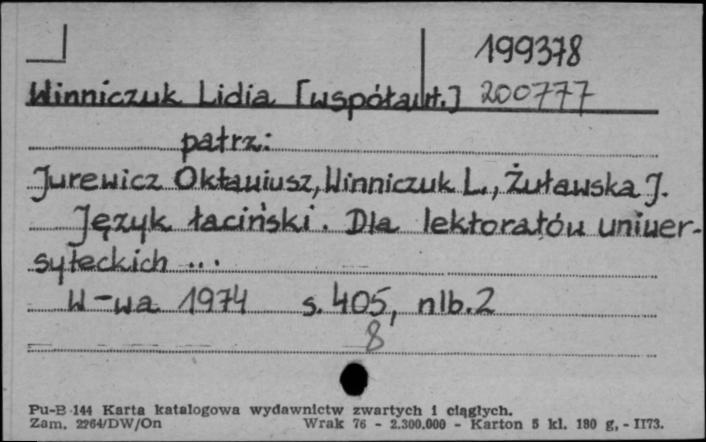 199378
Winniczuk Lidia [współaut.] 200777
patrz:
Jurewicz Oktawiusz, Winniczuk L., Żuławska J.
Język łaciński. Dla lektoratów uniwer-
syteckich ...
W-wa 1974 s. 405, nlb. 2
8
Pu-B 144 Karta katalogowa wydawnictw zwartych i ciągłych.
Zam. 2264/DW/On Wrak 76 - 2.300.000 - Karton 5 kl. 180 g. - II73.